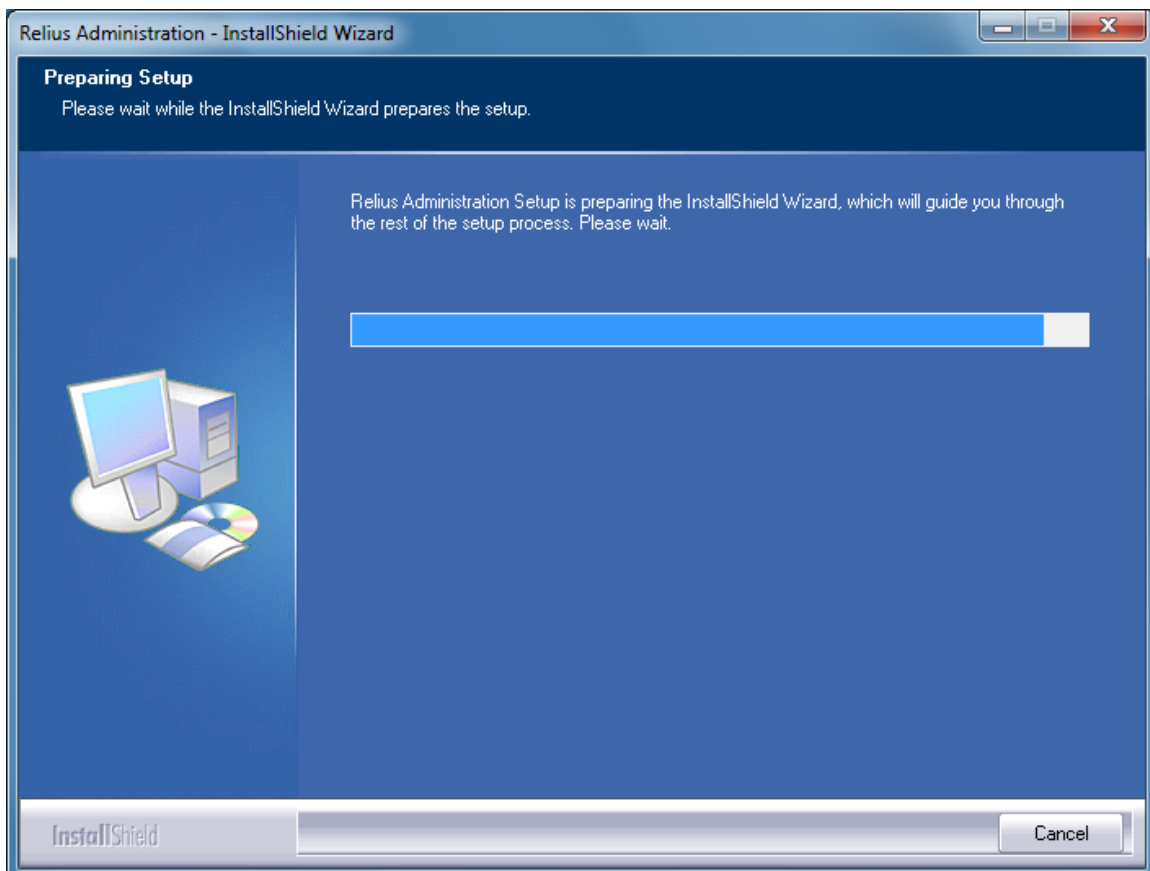 Relius Administration - InstallShield Wizard
Preparing Setup
Please wait while the InstallShield Wizard prepares the setup.
Relius Administration Setup is preparing the InstallShield Wizard, which will guide you through
the rest of the setup process. Please wait.
InstallShield
Cancel